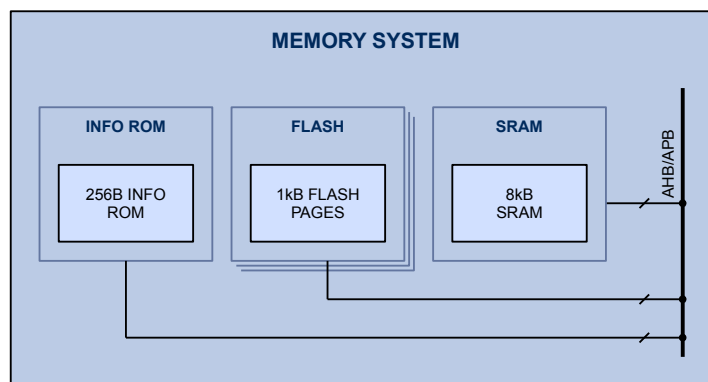 MEMORY SYSTEM
INFO ROM
FLASH
SRAM
256B INFO
ROM
1kB FLASH
PAGES
8kB
SRAM
AHB/APB